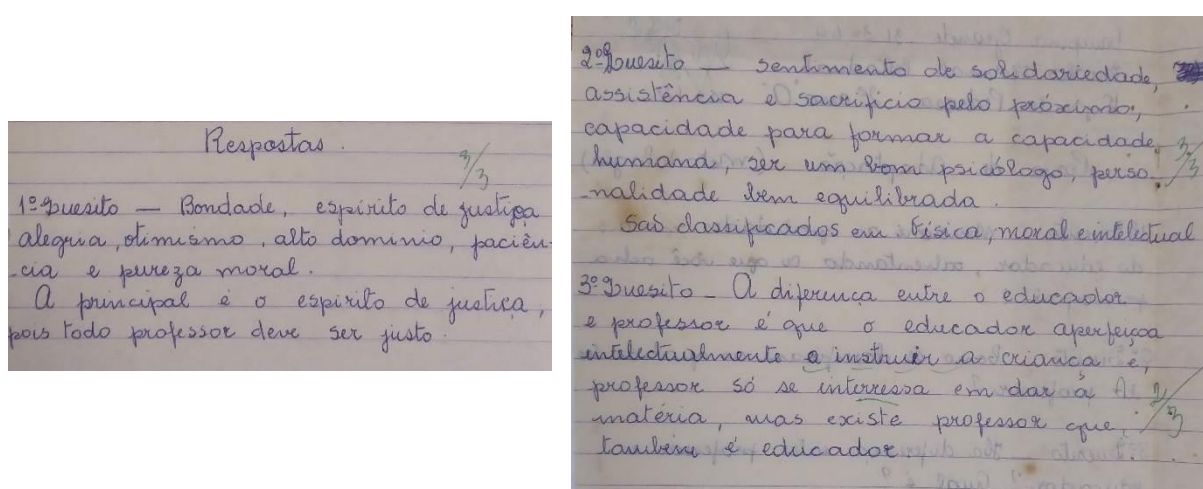 Respostas.
3/3
1º Quesito — Bondade, espirito de justiça
alegria, otimismo, alto dominio, paciên-
-cia e pureza moral.
A principal é o espirito de justiça,
pois todo professor deve ser justo.
2º Quesito — sentimento de solidariedade,
assistência e sacrificio pelo próximo,
capacidade para formar a capacidade
humana, ser um bom psicólogo, perso
-nalidade bem equilibrada.
3/3
Saõ classificados em fisica, moral e intelectual
3º Quesito - A diferença entre o educador
e professor é que o educador aperfeiçoa
intelectualmente e instruir a criança e,
professor só se interressa em dar á
matéria, mas existe professor que,
também é educador.
2/3